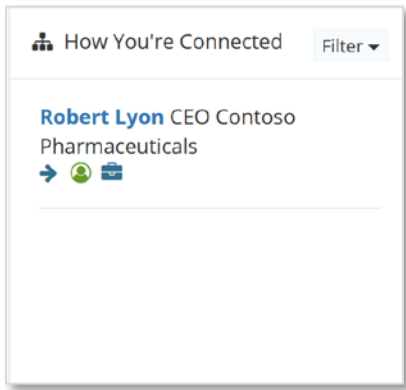 How You're Connected
Filter
Robert Lyon CEO Contoso
Pharmaceuticals